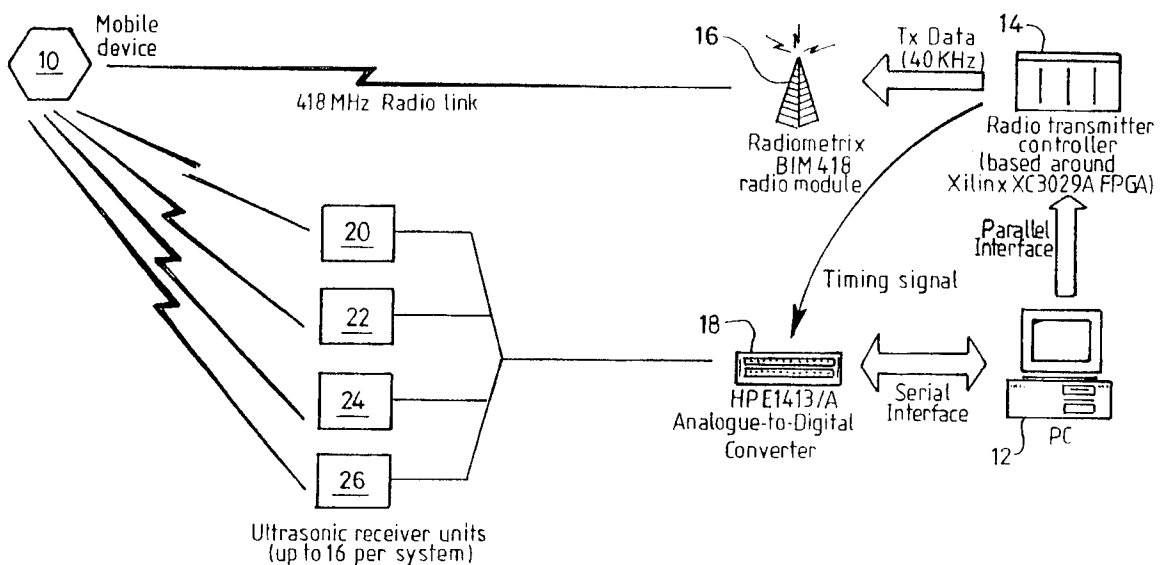 Mobile
device
10
418 MHz Radio link
16
Radiometrix
BIM 418
radio module
Tx Data
(40 KHz)
14
Radio transmitter
controller
(based around
Xilinx XC3029A FPGA)
Parallel
Interface
Timing signal
20
22
24
26
Ultrasonic receiver units
(up to 16 per system)
18
HP E1413/A
Analogue-to-Digital
Converter
Serial
Interface
12
PC